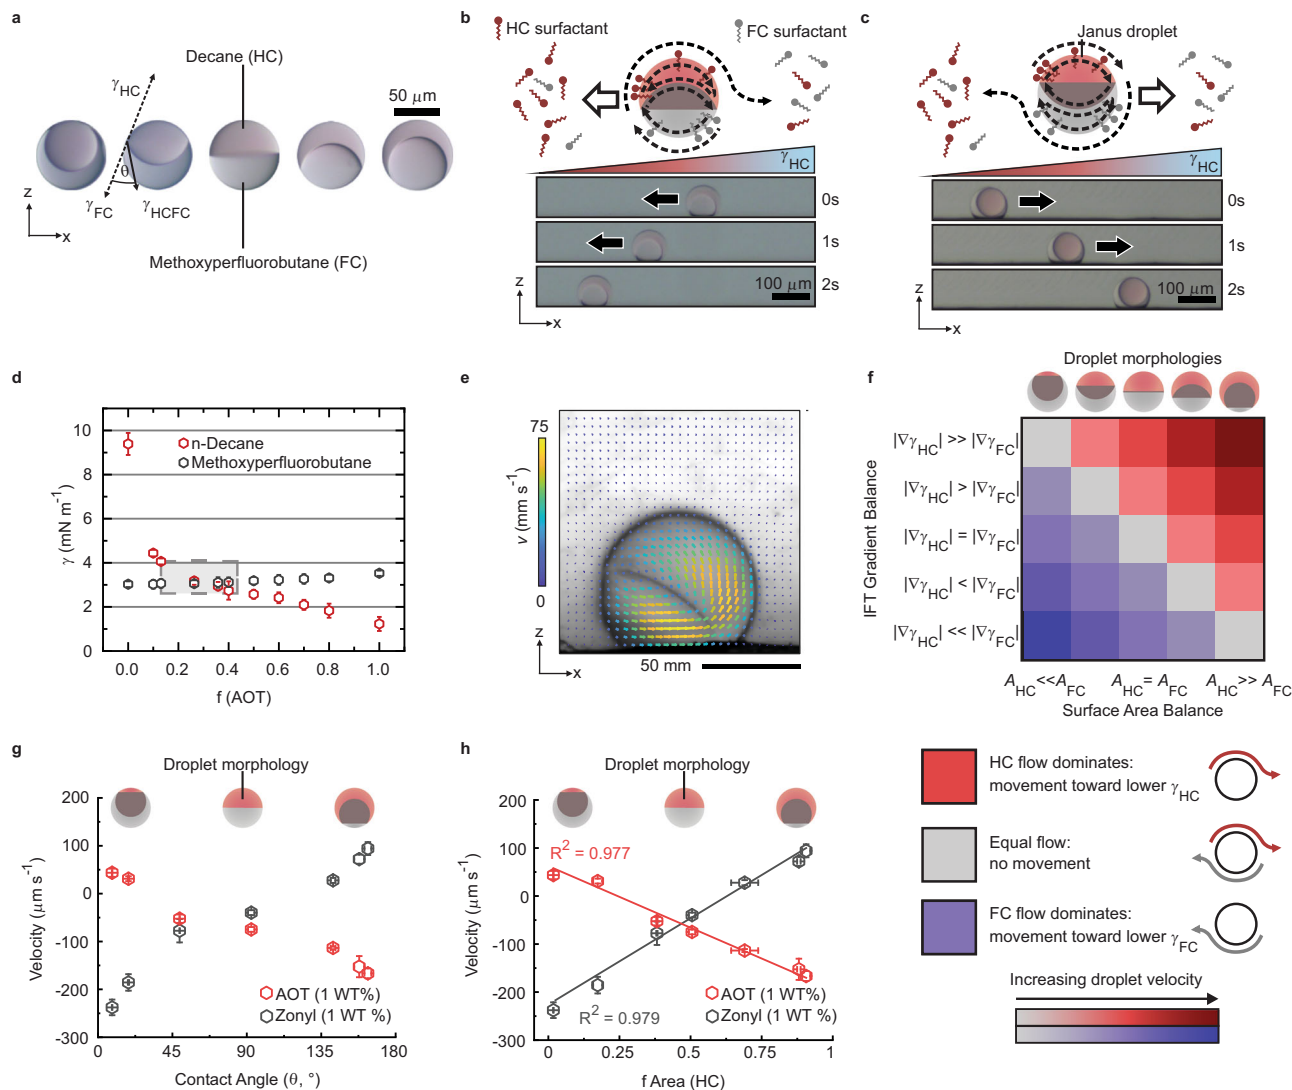 a
Decane (HC)
γHC
50 μm
θ
γFC
γHCFC
z
x
Methoxyperfluorobutane (FC)
b
HC surfactant
FC surfactant
γHC
0s
1s
2s
100 μm
z
x
c
Janus droplet
γHC
0s
1s
2s
100 μm
z
x
d
n-Decane
Methoxyperfluorobutane
γ (mN m-1)
10
8
6
4
2
0
0.0
0.2
0.4
0.6
0.8
1.0
f (AOT)
e
75
v (mm s-1)
0
z
x
50 mm
f
Droplet morphologies
IFT Gradient Balance
|∇γHC| >> |∇γFC|
|∇γHC| > |∇γFC|
|∇γHC| = |∇γFC|
|∇γHC| < |∇γFC|
|∇γHC| << |∇γFC|
AHC << AFC
AHC = AFC
AHC >> AFC
Surface Area Balance
HC flow dominates:
movement toward lower γHC
Equal flow:
no movement
FC flow dominates:
movement toward lower γFC
Increasing droplet velocity
g
Droplet morphology
Velocity (μm s-1)
200
100
0
-100
-200
-300
AOT (1 WT%)
Zonyl (1 WT %)
0
45
90
135
180
Contact Angle (θ, °)
h
Droplet morphology
Velocity (μm s-1)
200
100
0
-100
-200
-300
R2 = 0.977
R2 = 0.979
AOT (1 WT%)
Zonyl (1 WT %)
0
0.25
0.5
0.75
1
f Area (HC)